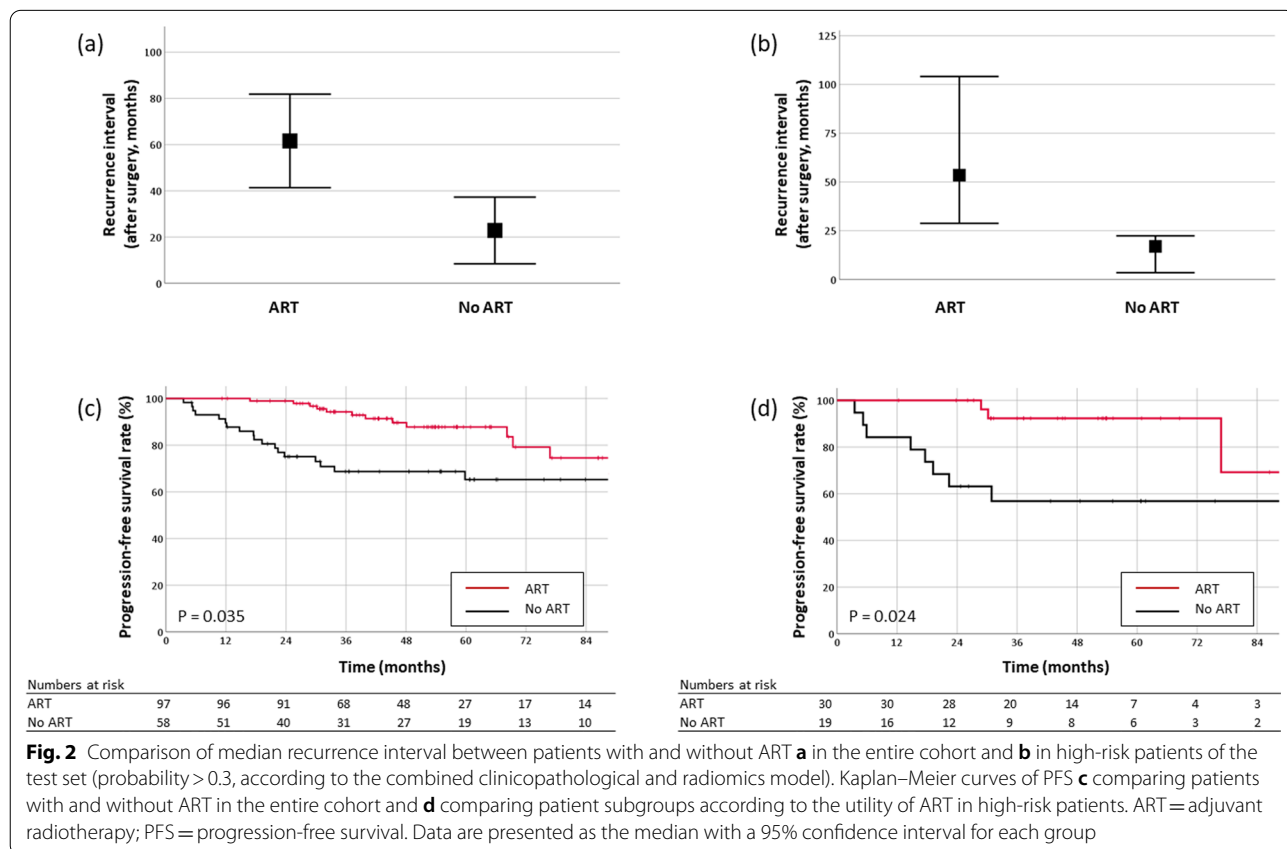 (a)
Recurrence interval
(after surgery, months)
100
80
60
40
20
0
ART No ART
(b)
Recurrence interval
(after surgery, months)
125
100
75
50
25
0
ART No ART
(c)
Progression-free survival rate (%)
100
80
60
40
20
0
P = 0.035
ART
No ART
0 12 24 36 48 60 72 84
Time (months)
Numbers at risk
ART 97 96 91 68 48 27 17 14
No ART 58 51 40 31 27 19 13 10
(d)
Progression-free survival rate (%)
100
80
60
40
20
0
P = 0.024
ART
No ART
0 12 24 36 48 60 72 84
Time (months)
Numbers at risk
ART 30 30 28 20 14 7 4 3
No ART 19 16 12 9 8 6 3 2
Fig. 2 Comparison of median recurrence interval between patients with and without ART a in the entire cohort and b in high-risk patients of the
test set (probability > 0.3, according to the combined clinicopathological and radiomics model). Kaplan–Meier curves of PFS c comparing patients
with and without ART in the entire cohort and d comparing patient subgroups according to the utility of ART in high-risk patients. ART = adjuvant
radiotherapy; PFS = progression-free survival. Data are presented as the median with a 95% confidence interval for each group